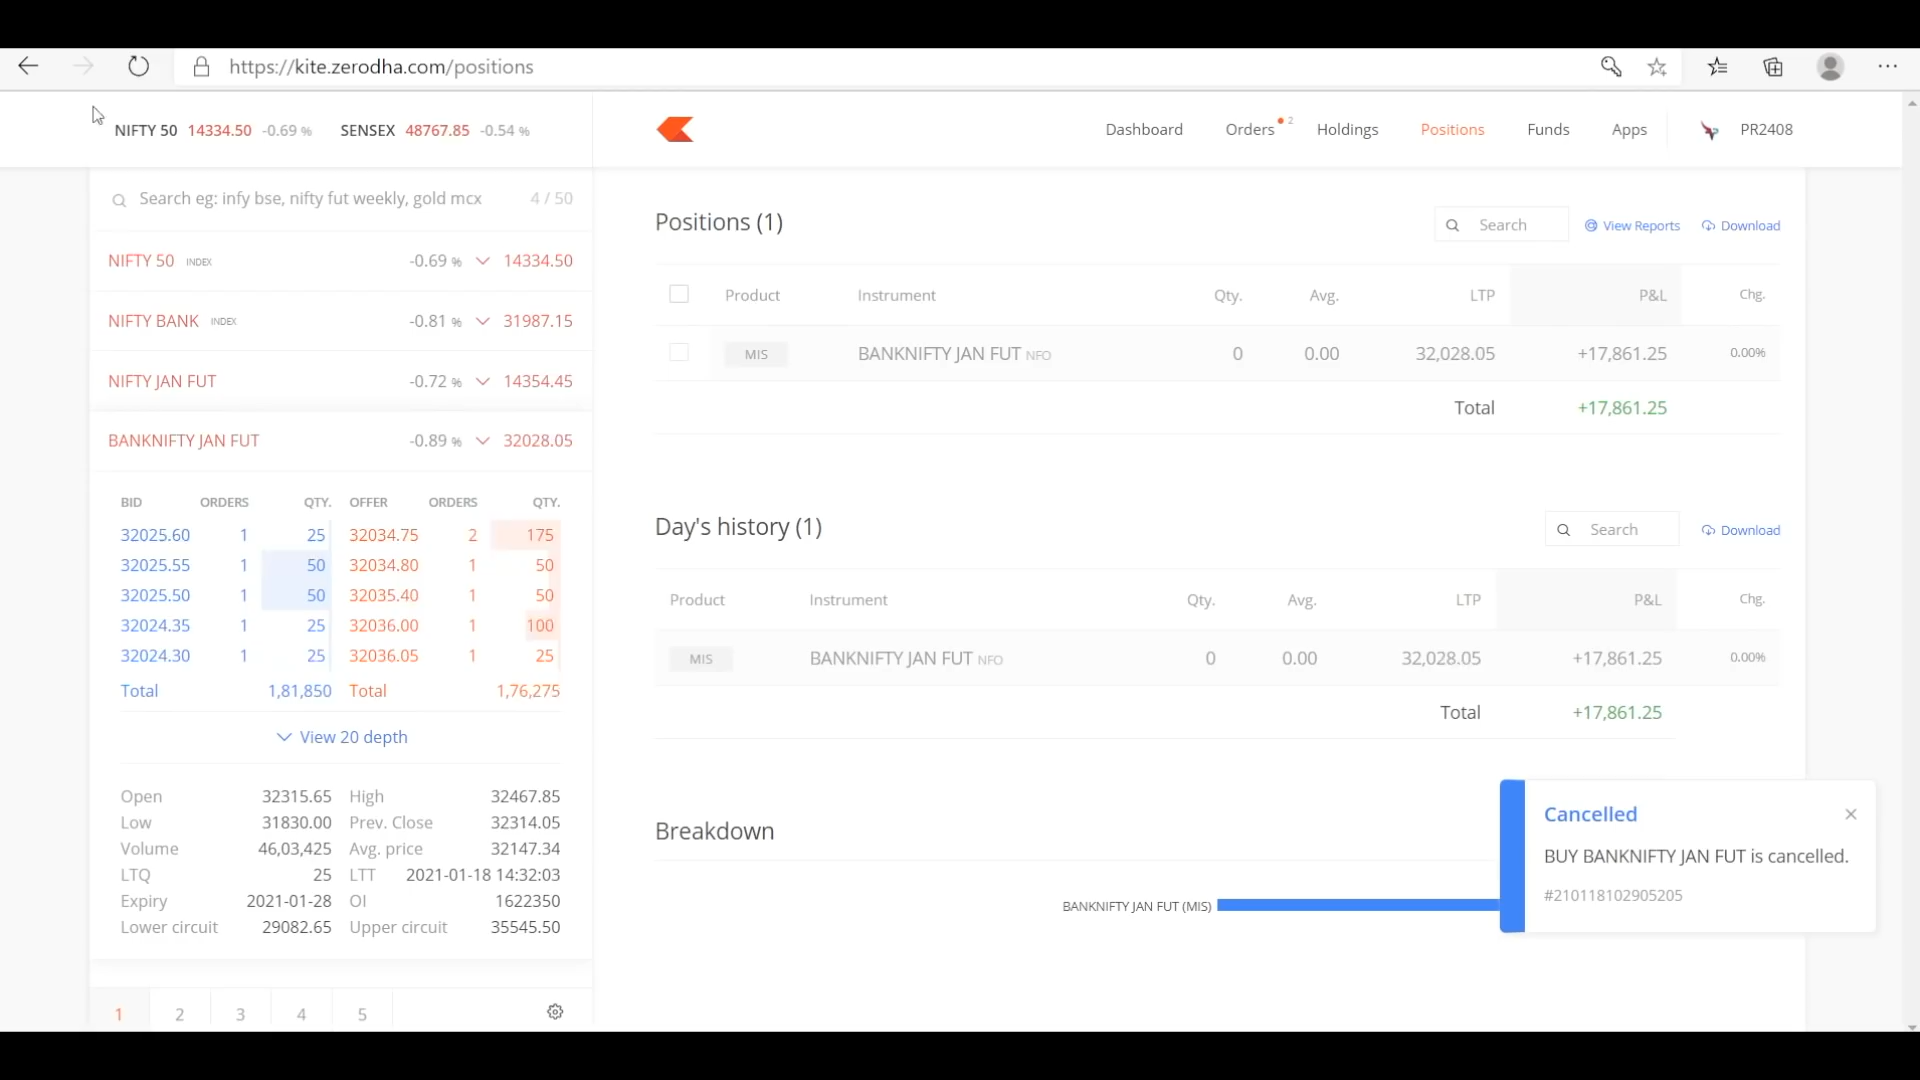 https://kite.zerodha.com/positions
NIFTY 50 14334.50 -0.69 % SENSEX 48767.85 -0.54 %
Dashboard Orders 2 Holdings Positions Funds Apps PR2408
Search eg: infy bse, nifty fut weekly, gold mcx 4 / 50
NIFTY 50 INDEX -0.69 % 14334.50
NIFTY BANK INDEX -0.81 % 31987.15
NIFTY JAN FUT -0.72 % 14354.45
BANKNIFTY JAN FUT -0.89 % 32028.05
BID ORDERS QTY. OFFER ORDERS QTY.
32025.60 1 25 32034.75 2 175
32025.55 1 50 32034.80 1 50
32025.50 1 50 32035.40 1 50
32024.35 1 25 32036.00 1 100
32024.30 1 25 32036.05 1 25
Total 1,81,850 Total 1,76,275
View 20 depth
Open 32315.65 High 32467.85
Low 31830.00 Prev. Close 32314.05
Volume 46,03,425 Avg. price 32147.34
LTQ 25 LTT 2021-01-18 14:32:03
Expiry 2021-01-28 OI 1622350
Lower circuit 29082.65 Upper circuit 35545.50
1 2 3 4 5
Positions (1) Search View Reports Download
Product Instrument Qty. Avg. LTP P&L Chg.
MIS BANKNIFTY JAN FUT NFO 0 0.00 32,028.05 +17,861.25 0.00%
Total +17,861.25
Day's history (1) Search Download
Product Instrument Qty. Avg. LTP P&L Chg.
MIS BANKNIFTY JAN FUT NFO 0 0.00 32,028.05 +17,861.25 0.00%
Total +17,861.25
Breakdown
BANKNIFTY JAN FUT (MIS)
Cancelled
BUY BANKNIFTY JAN FUT is cancelled.
#210118102905205